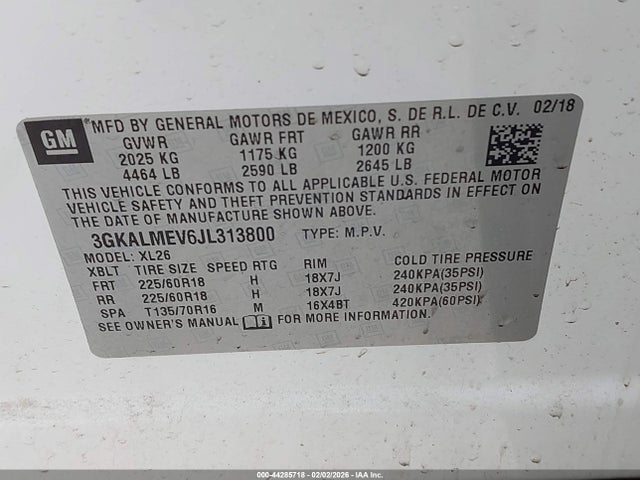 GM
*MFD BY GENERAL MOTORS DE MEXICO, S. DE R.L. DE C.V. 02/18
GVWR GAWR FRT GAWR RR
2025 KG 1175 KG 1200 KG
4464 LB 2590 LB 2645 LB
THIS VEHICLE CONFORMS TO ALL APPLICABLE U.S. FEDERAL MOTOR
VEHICLE SAFETY AND THEFT PREVENTION STANDARDS IN EFFECT ON
THE DATE OF MANUFACTURE SHOWN ABOVE.
3GKALMEV6JL313800 TYPE: M.P.V.
MODEL: XL26
XBLT TIRE SIZE SPEED RTG RIM COLD TIRE PRESSURE
FRT 225/60R18 H 18X7J 240KPA(35PSI)
RR 225/60R18 H 18X7J 240KPA(35PSI)
SPA T135/70R16 M 16X4BT 420KPA(60PSI)
SEE OWNER'S MANUAL FOR MORE INFORMATION.
000-44285718 - 02/02/2026 - IAA Inc.